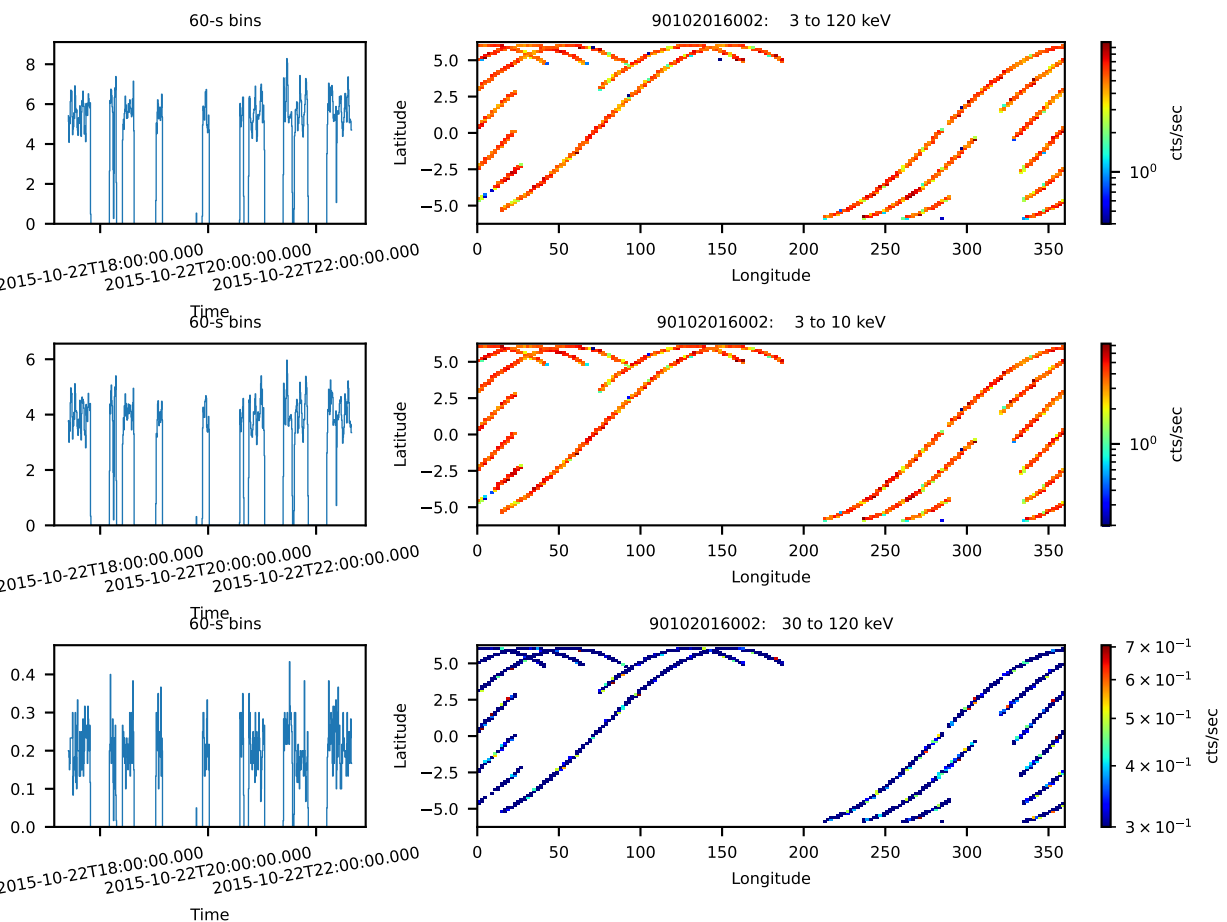 60-s bins
8
6
4
2
0
2015-10-22T18:00:00.000
2015-10-22T20:00:00.000
2015-10-22T22:00:00.000
Time
90102016002: 3 to 120 keV
Latitude
5.0
2.5
0.0
−2.5
−5.0
0 50 100 150 200 250 300 350
Longitude
10⁰
cts/sec
60-s bins
6
4
2
0
2015-10-22T18:00:00.000
2015-10-22T20:00:00.000
2015-10-22T22:00:00.000
Time
90102016002: 3 to 10 keV
Latitude
5.0
2.5
0.0
−2.5
−5.0
0 50 100 150 200 250 300 350
Longitude
10⁰
cts/sec
60-s bins
0.4
0.3
0.2
0.1
0.0
2015-10-22T18:00:00.000
2015-10-22T20:00:00.000
2015-10-22T22:00:00.000
Time
90102016002: 30 to 120 keV
Latitude
5.0
2.5
0.0
−2.5
−5.0
0 50 100 150 200 250 300 350
Longitude
7 × 10⁻¹
6 × 10⁻¹
5 × 10⁻¹
4 × 10⁻¹
3 × 10⁻¹
cts/sec